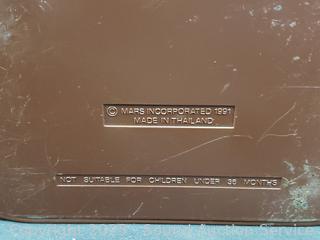 © MARS INCORPORATED 1991
MADE IN THAILAND
NOT SUITABLE FOR CHILDREN UNDER 36 MONTHS